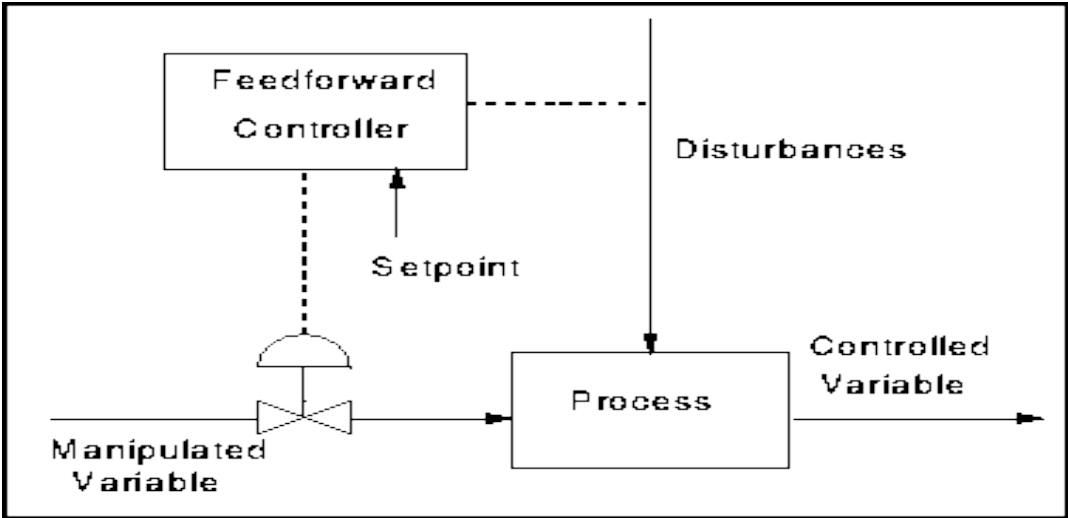 Feedforward
Controller
Disturbances
Setpoint
Controlled
Variable
Process
Manipulated
Variable